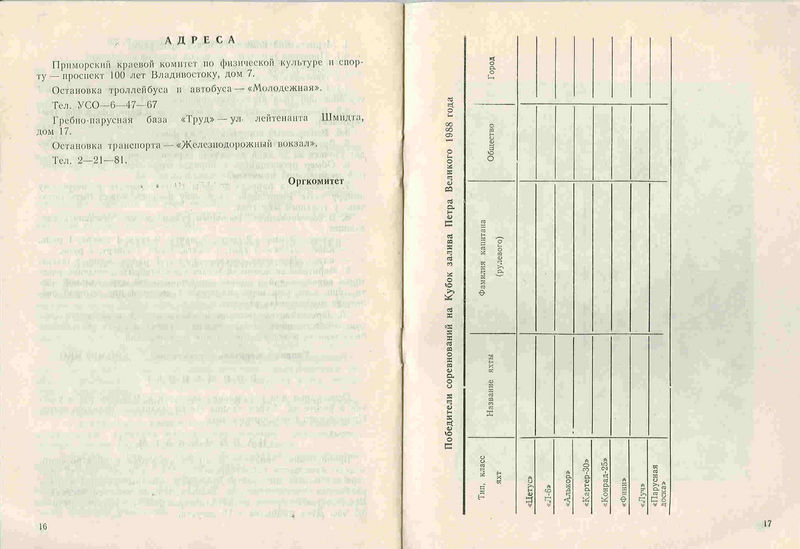 АДРЕСА
Приморский краевой комитет по физической культуре и спор-
ту — проспект 100 лет Владивостоку, дом 7.
Остановка троллейбуса и автобуса — «Молодежная».
Тел. УСО—6—47—67
Гребно-парусная база «Труд» — ул. лейтенанта Шмидта,
дом 17.
Остановка транспорта — «Железнодорожный вокзал».
Тел. 2—21—81.
Оргкомитет
16
Победители соревнований на Кубок залива Петра Великого 1988 года
Тип, класс
яхт
Название яхты
Фамилия капитана
(рулевого)
Общество
Город
«Цетус»
«Л-6»
«Алькор»
«Картер-30»
«Конрад-25»
«Финн»
«Луч»
«Парусная
доска»
17